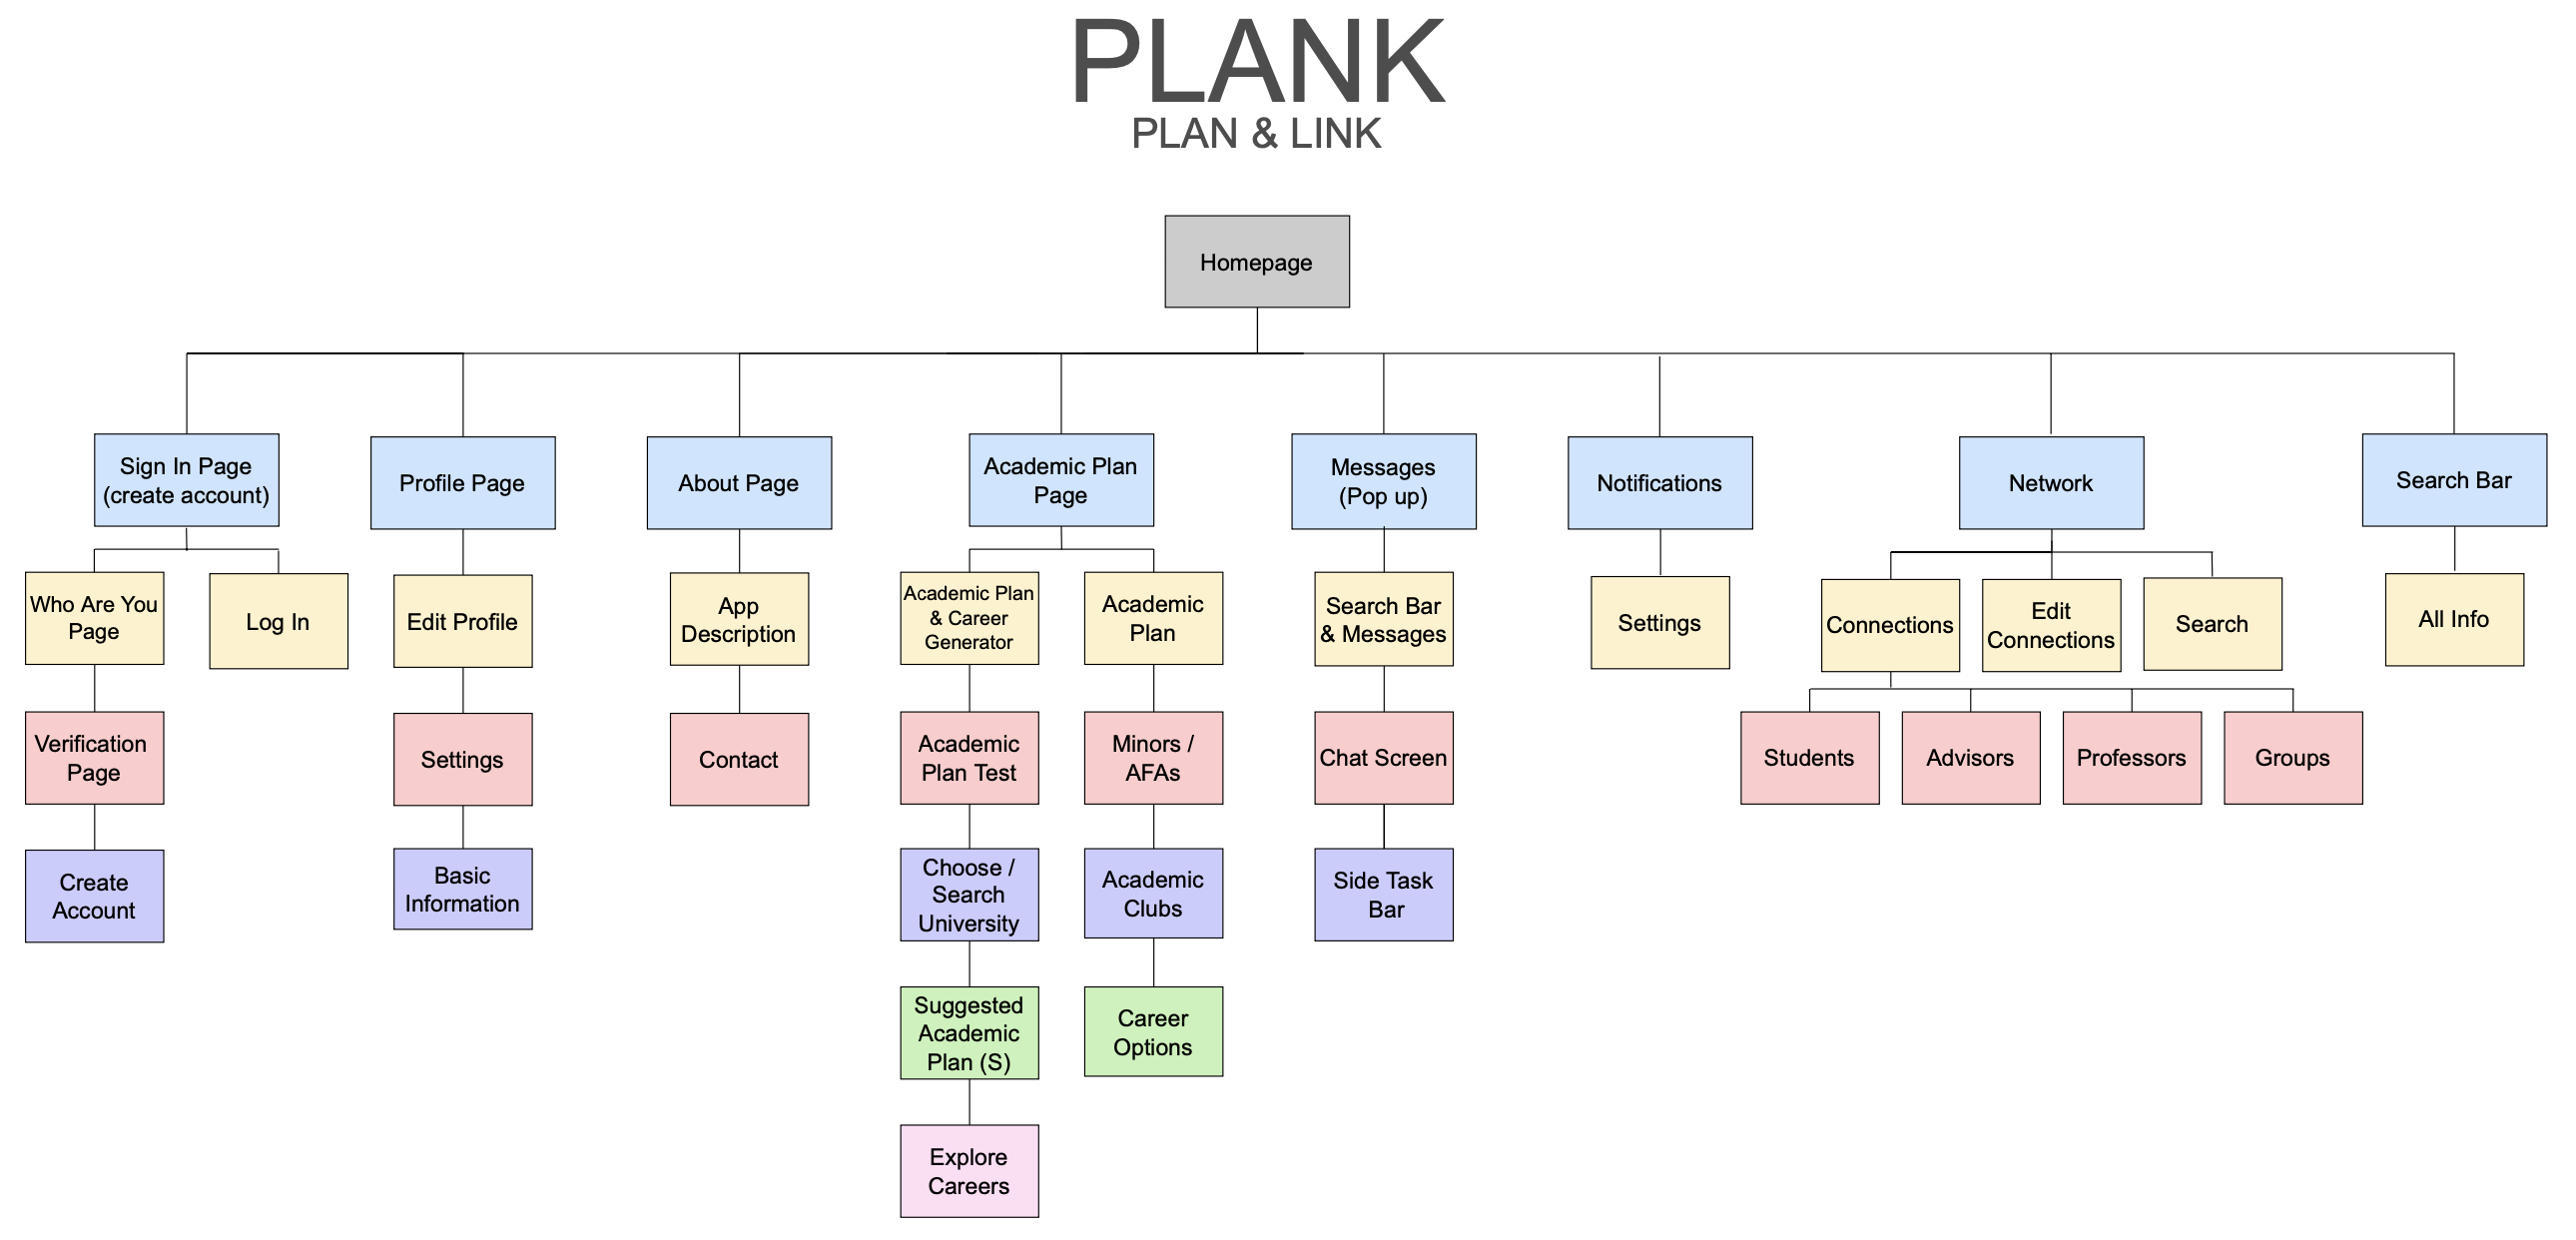 PLANK
PLAN & LINK
Homepage
Sign In Page
(create account)
Profile Page
About Page
Academic Plan
Page
Messages
(Pop up)
Notifications
Network
Search Bar
Who Are You
Page
Log In
Edit Profile
App
Description
Academic Plan
& Career
Generator
Academic
Plan
Search Bar
& Messages
Settings
Connections
Edit
Connections
Search
All Info
Verification
Page
Settings
Contact
Academic
Plan Test
Minors /
AFAs
Chat Screen
Students
Advisors
Professors
Groups
Create
Account
Basic
Information
Choose /
Search
University
Academic
Clubs
Side Task
Bar
Suggested
Academic
Plan (S)
Career
Options
Explore
Careers